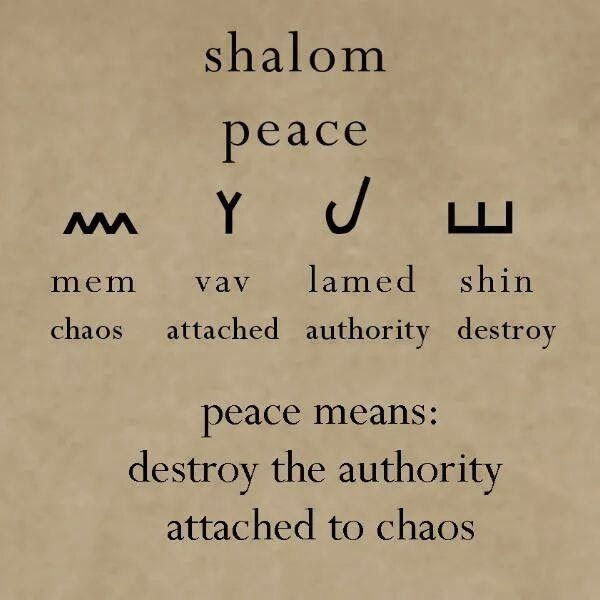 shalom
peace
𐤌 𐤅 𐤋 𐤔
mem vav lamed shin
chaos attached authority destroy
peace means:
destroy the authority
attached to chaos